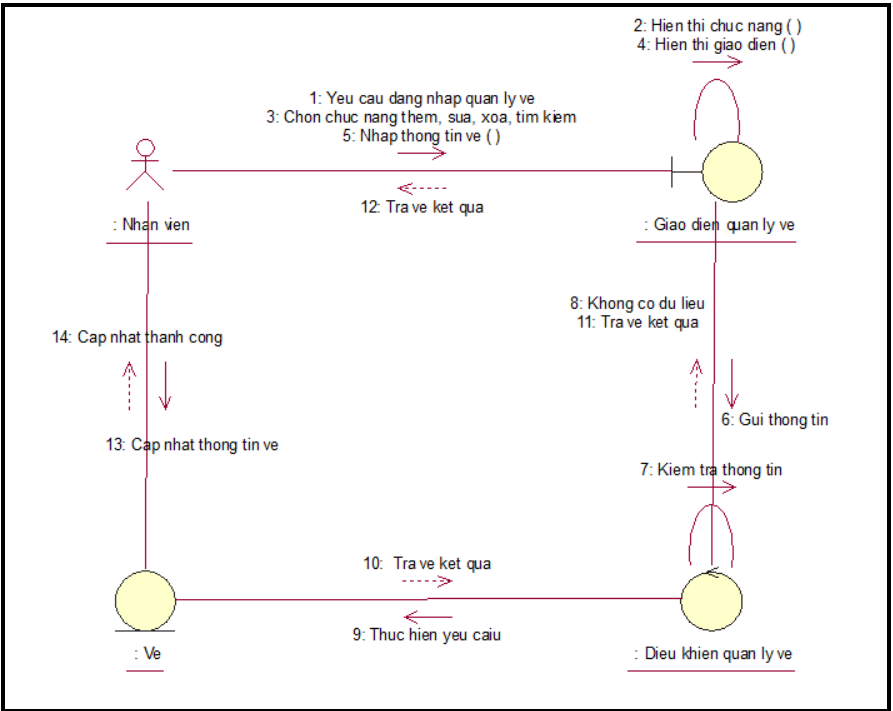 2: Hien thi chuc nang ( )
4: Hien thi giao dien ( )
1: Yeu cau dang nhap quan ly ve
3: Chon chuc nang them, sua, xoa, tim kiem
5: Nhap thong tin ve ( )
12: Tra ve ket qua
: Nhan vien
: Giao dien quan ly ve
8: Khong co du lieu
11: Tra ve ket qua
14: Cap nhat thanh cong
6: Gui thong tin
13: Cap nhat thong tin ve
7: Kiem tra thong tin
10: Tra ve ket qua
9: Thuc hien yeu caiu
: Ve
: Dieu khien quan ly ve